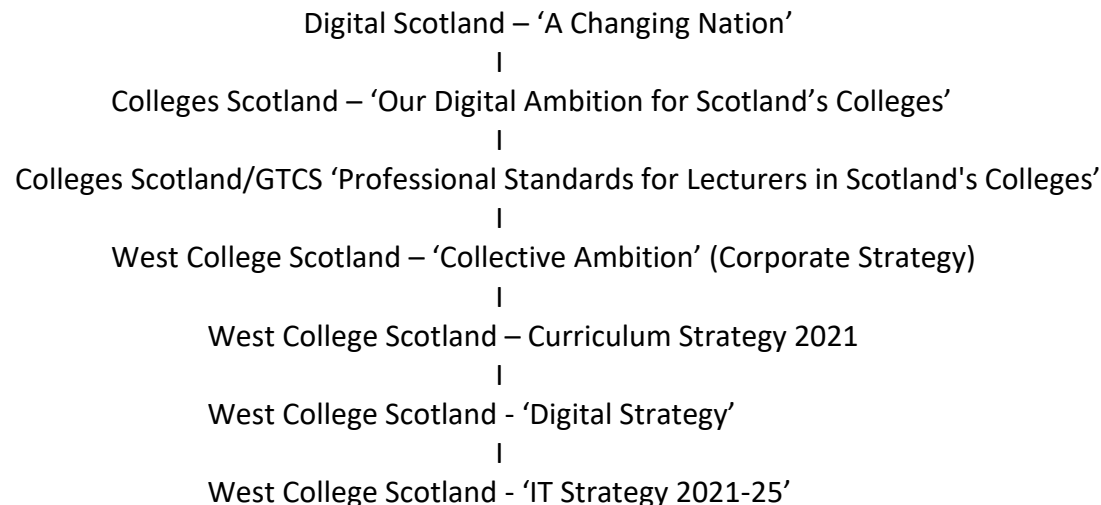 Digital Scotland – ‘A Changing Nation’
I
Colleges Scotland – ‘Our Digital Ambition for Scotland’s Colleges’
I
Colleges Scotland/GTCS ‘Professional Standards for Lecturers in Scotland's Colleges’
I
West College Scotland – ‘Collective Ambition’ (Corporate Strategy)
I
West College Scotland – Curriculum Strategy 2021
I
West College Scotland - ‘Digital Strategy’
I
West College Scotland - ‘IT Strategy 2021-25’